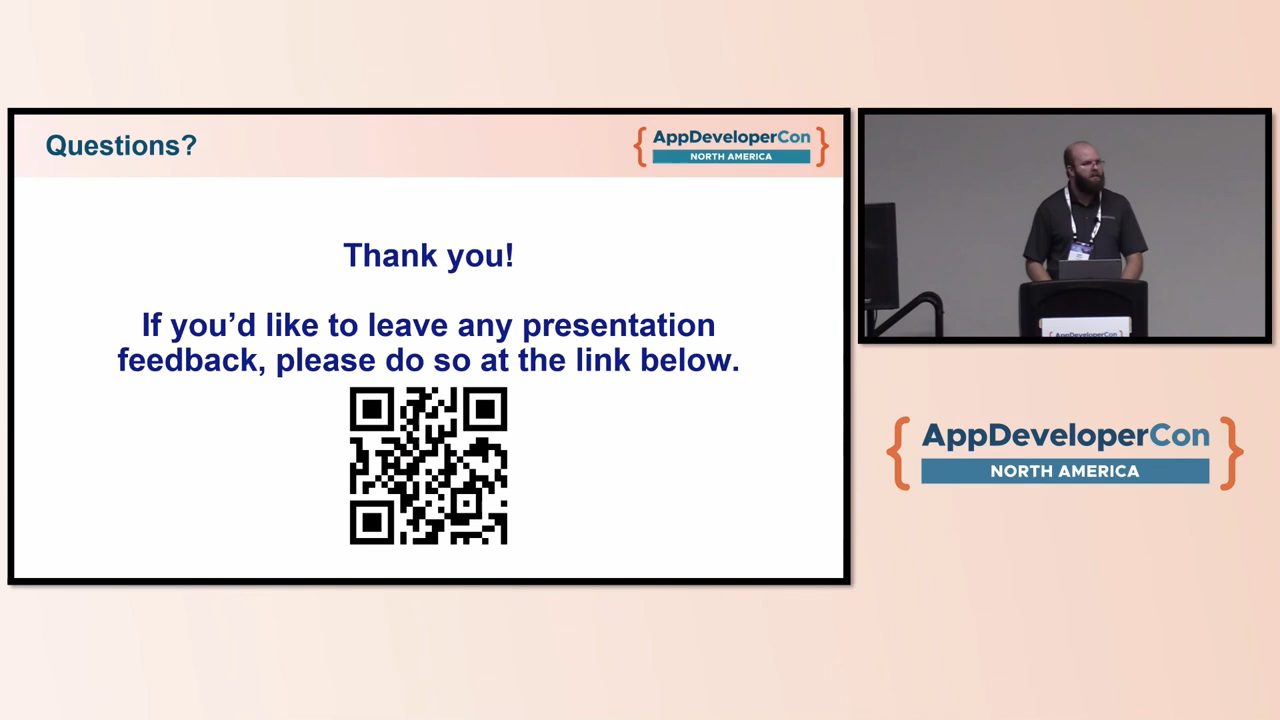 Questions?
AppDeveloperCon
NORTH AMERICA
Thank you!
If you’d like to leave any presentation
feedback, please do so at the link below.
AppDeveloperCon
AppDeveloperCon
NORTH AMERICA